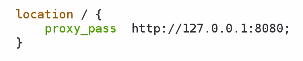 location / {
    proxy_pass  http://127.0.0.1:8080;
}